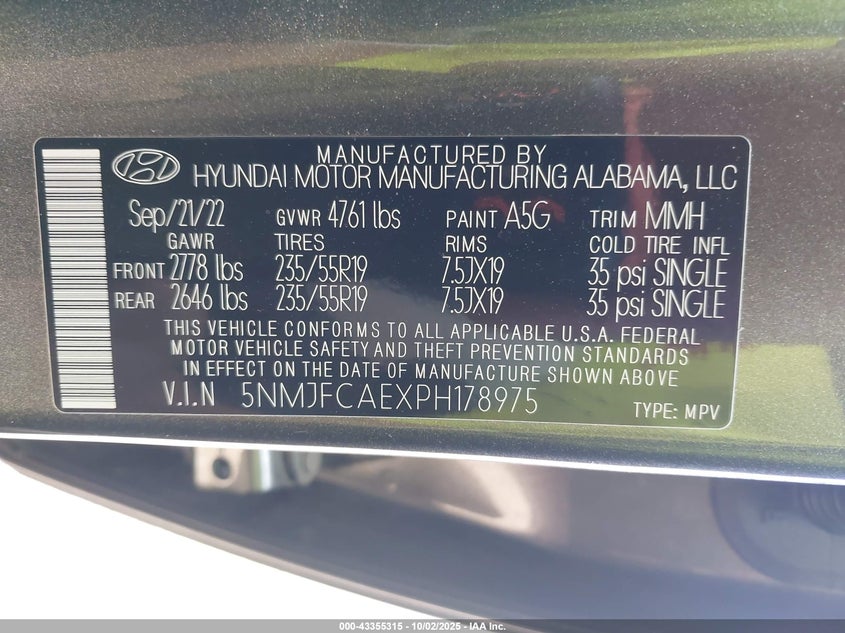 MANUFACTURED BY
HYUNDAI MOTOR MANUFACTURING ALABAMA, LLC
Sep/21/22 GVWR 4761 lbs PAINT A5G TRIM MMH
GAWR TIRES RIMS COLD TIRE INFL
FRONT 2778 lbs 235/55R19 7.5JX19 35 psi SINGLE
REAR 2646 lbs 235/55R19 7.5JX19 35 psi SINGLE
THIS VEHICLE CONFORMS TO ALL APPLICABLE U.S.A. FEDERAL
MOTOR VEHICLE SAFETY AND THEFT PREVENTION STANDARDS
IN EFFECT ON THE DATE OF MANUFACTURE SHOWN ABOVE
V.I.N 5NMJFCAEXPH178975 TYPE: MPV
000-43355315 - 10/02/2025 - IAA Inc.